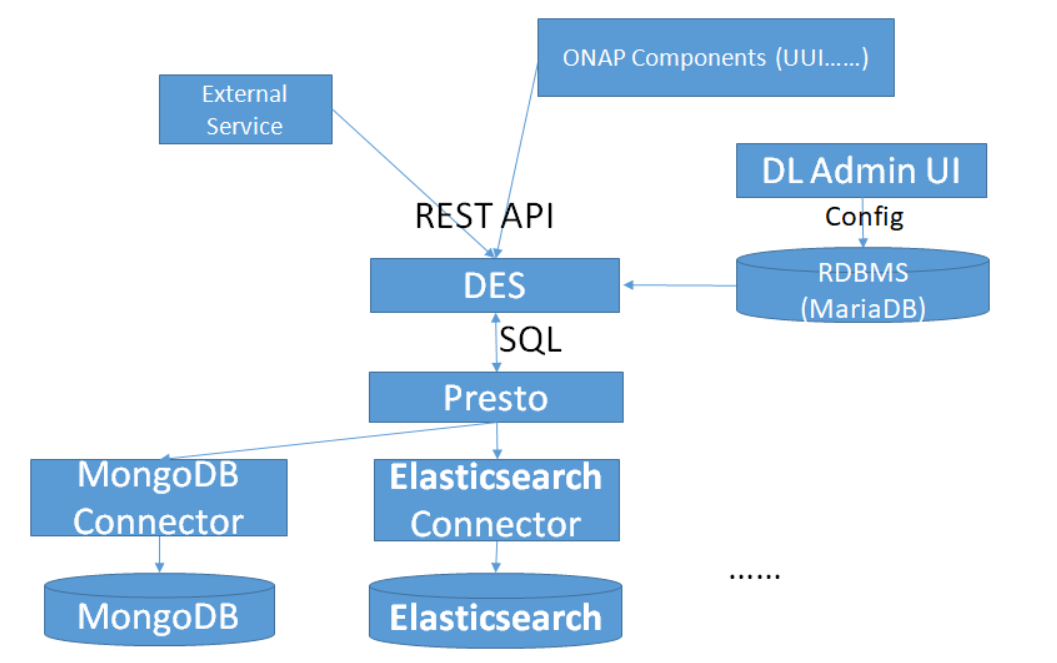 ONAP Components (UUI......)
External
Service
DL Admin UI
REST API
Config
DES
RDBMS
(MariaDB)
SQL
Presto
MongoDB
Connector
Elasticsearch
Connector
......
MongoDB
Elasticsearch